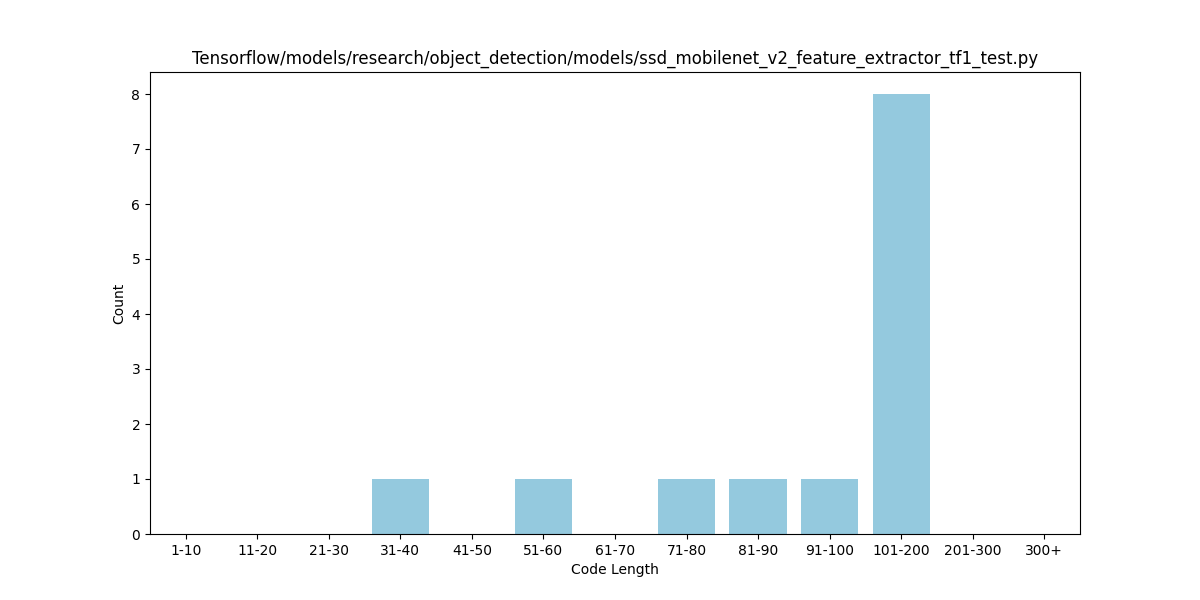 Tensorflow/models/research/object_detection/models/ssd_mobilenet_v2_feature_extractor_tf1_test.py
8
7
6
5
4
3
2
1
0
Count
1-10 11-20 21-30 31-40 41-50 51-60 61-70 71-80 81-90 91-100 101-200 201-300 300+
Code Length